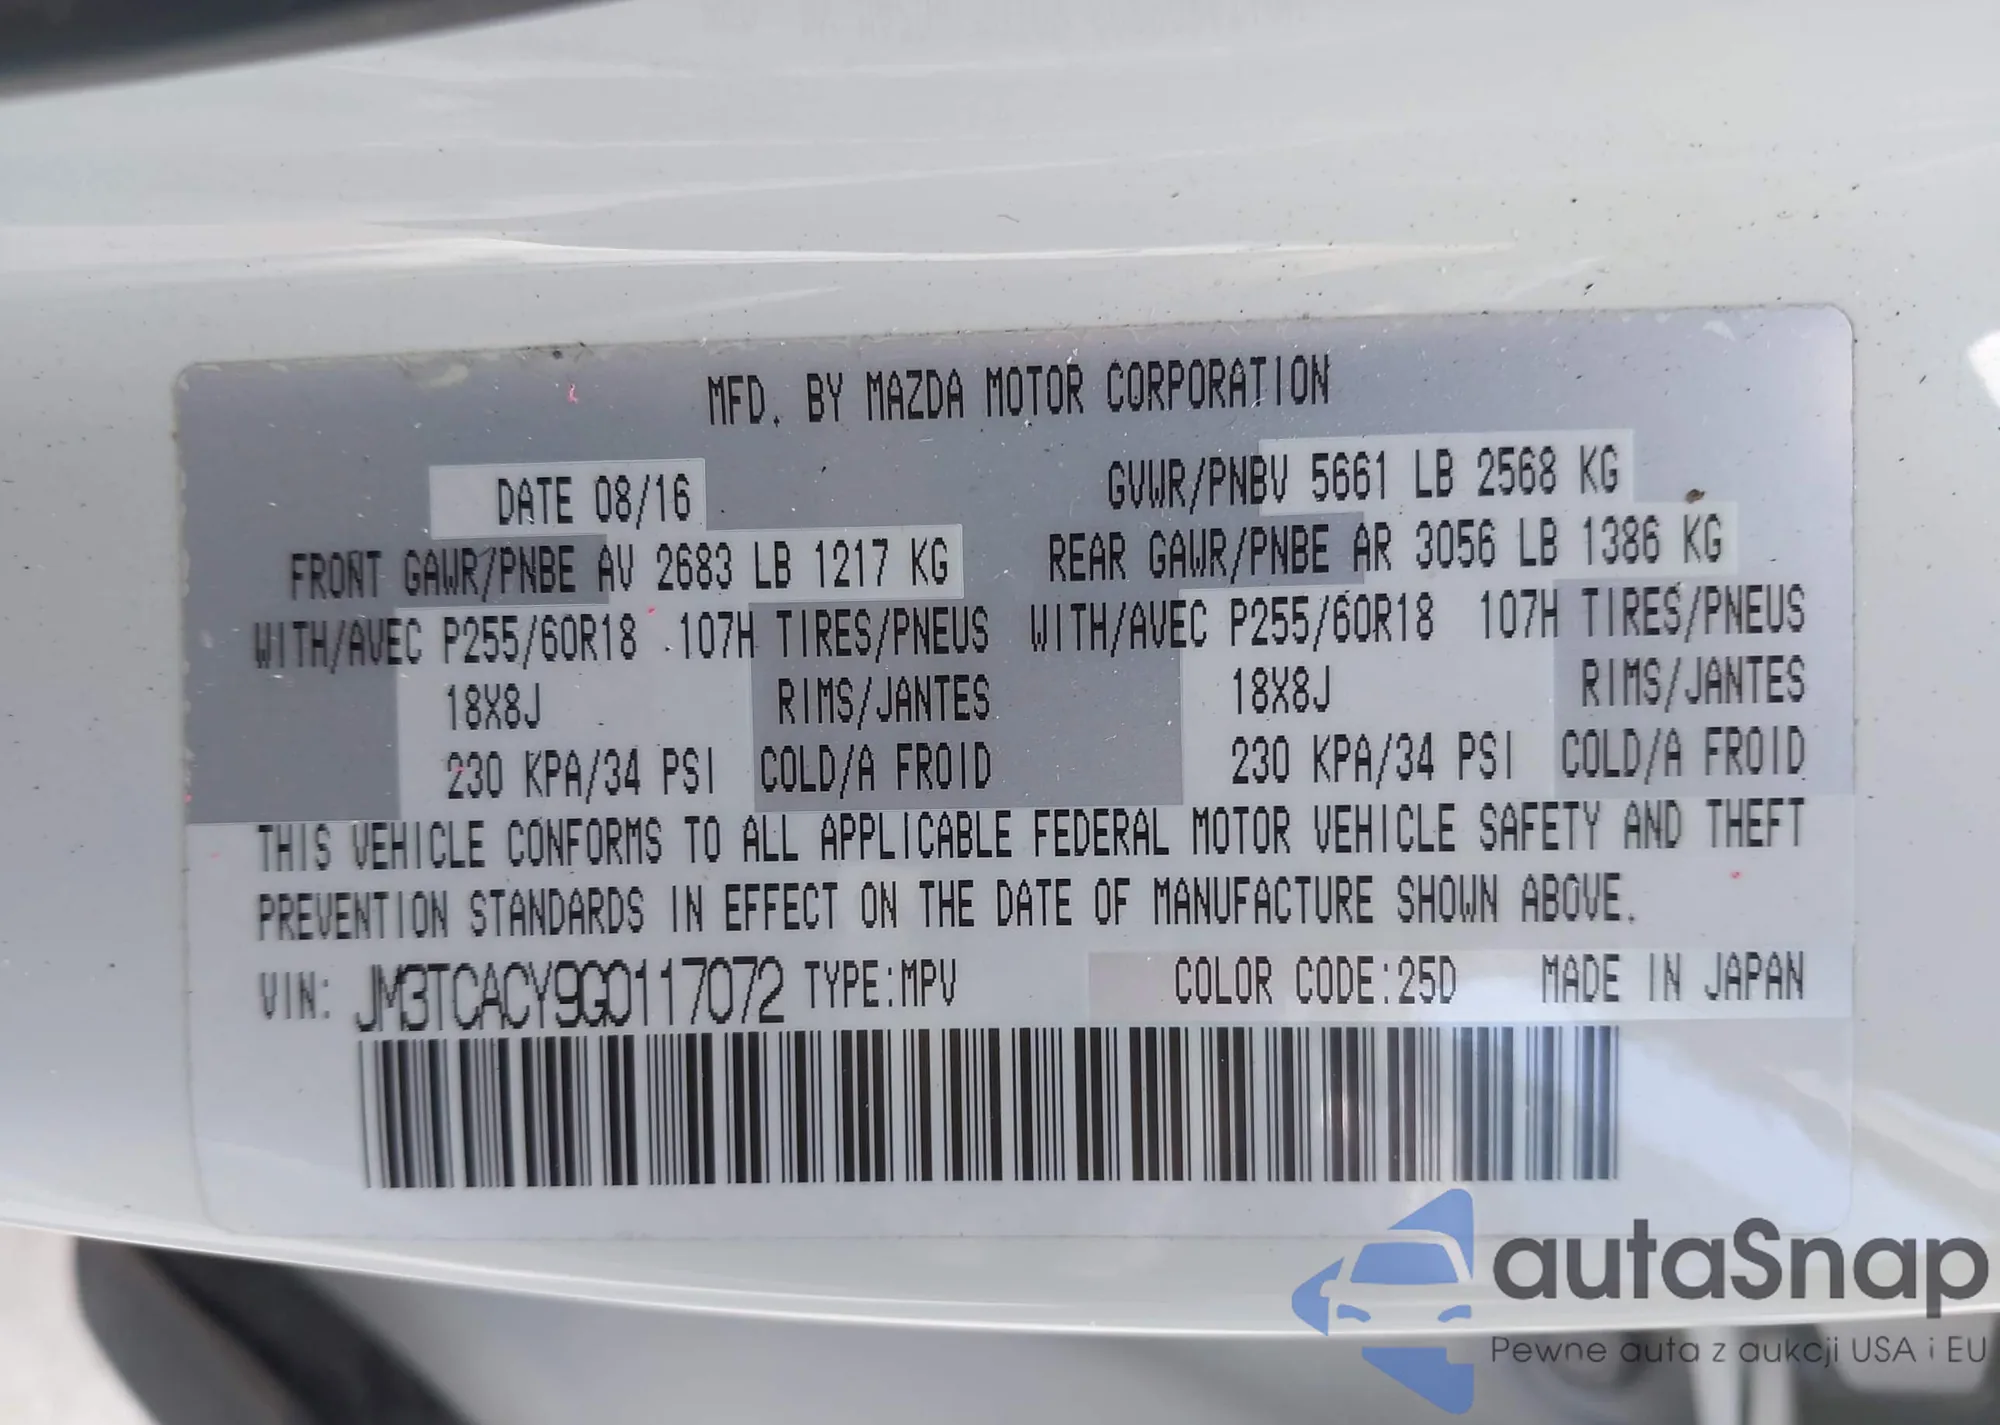 MFD. BY MAZDA MOTOR CORPORATION
DATE 08/16 GVWR/PNBV 5661 LB 2568 KG
FRONT GAWR/PNBE AV 2683 LB 1217 KG REAR GAWR/PNBE AR 3056 LB 1386 KG
WITH/AVEC P255/60R18 107H TIRES/PNEUS WITH/AVEC P255/60R18 107H TIRES/PNEUS
18X8J RIMS/JANTES 18X8J RIMS/JANTES
230 KPA/34 PSI COLD/A FROID 230 KPA/34 PSI COLD/A FROID
THIS VEHICLE CONFORMS TO ALL APPLICABLE FEDERAL MOTOR VEHICLE SAFETY AND THEFT
PREVENTION STANDARDS IN EFFECT ON THE DATE OF MANUFACTURE SHOWN ABOVE.
VIN: JM3TCACY9G0117072 TYPE:MPV COLOR CODE:25D MADE IN JAPAN
autaSnap
Pewne auta z aukcji USA i EU